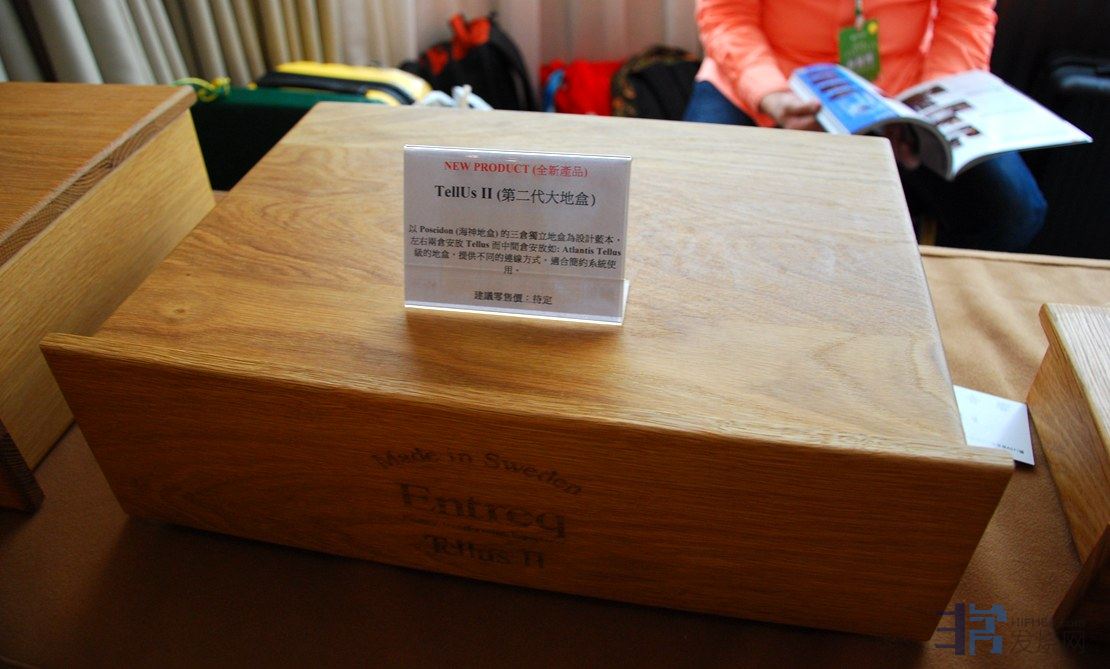 NEW PRODUCT (全新產品)
TellUs II (第二代大地盒)
以 Poseidon (海神地盒) 的三倉獨立地盒為設計藍本，
左右兩倉安放 Tellus 而中間倉安放如: Atlantis Tellus
級的地盒，提供不同的連線方式，適合簡約系統使
用。
建議零售價：待定
Made in Sweden
Entreq
Tellus II
发烧网